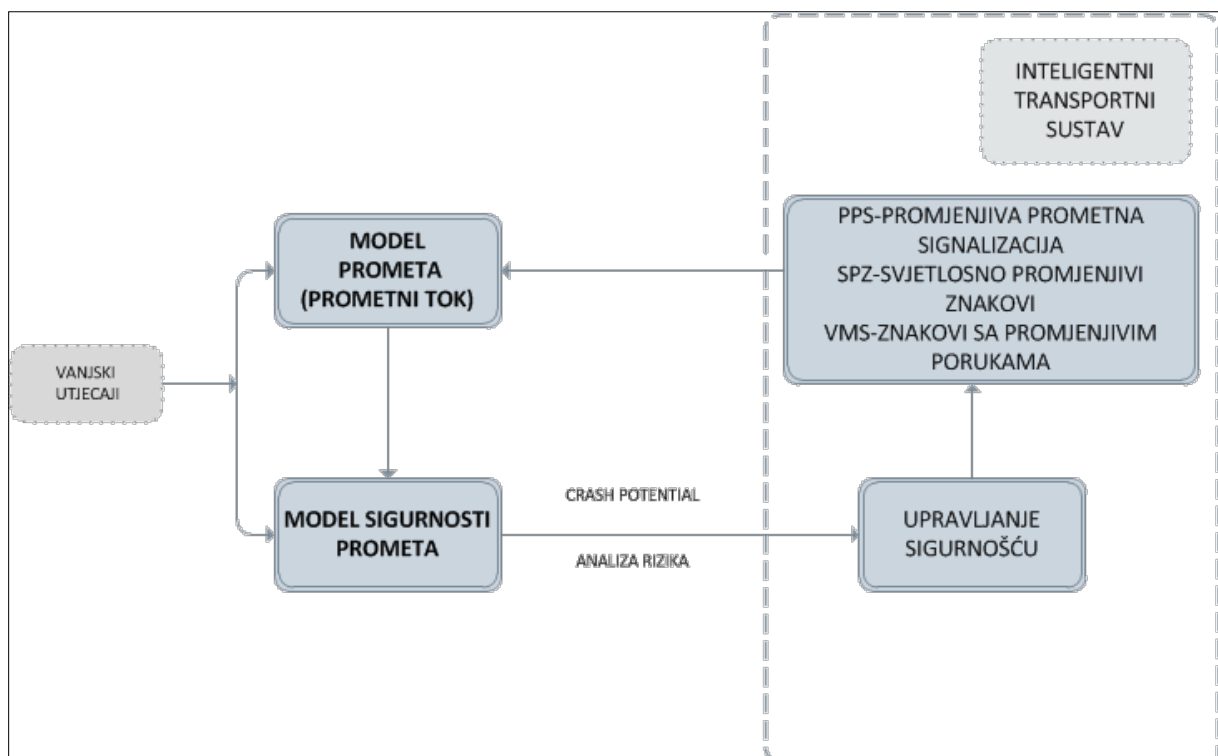 INTELIGENTNI
TRANSPORTNI
SUSTAV
PPS-PROMJENJIVA PROMETNA
SIGNALIZACIJA
SPZ-SVJETLOSNO PROMJENJIVI
ZNAKOVI
VMS-ZNAKOVI SA PROMJENJIVIM
PORUKAMA
MODEL
PROMETA
(PROMETNI TOK)
VANJSKI
UTJECAJI
MODEL SIGURNOSTI
PROMETA
CRASH POTENTIAL
ANALIZA RIZIKA
UPRAVLJANJE
SIGURNOŠĆU